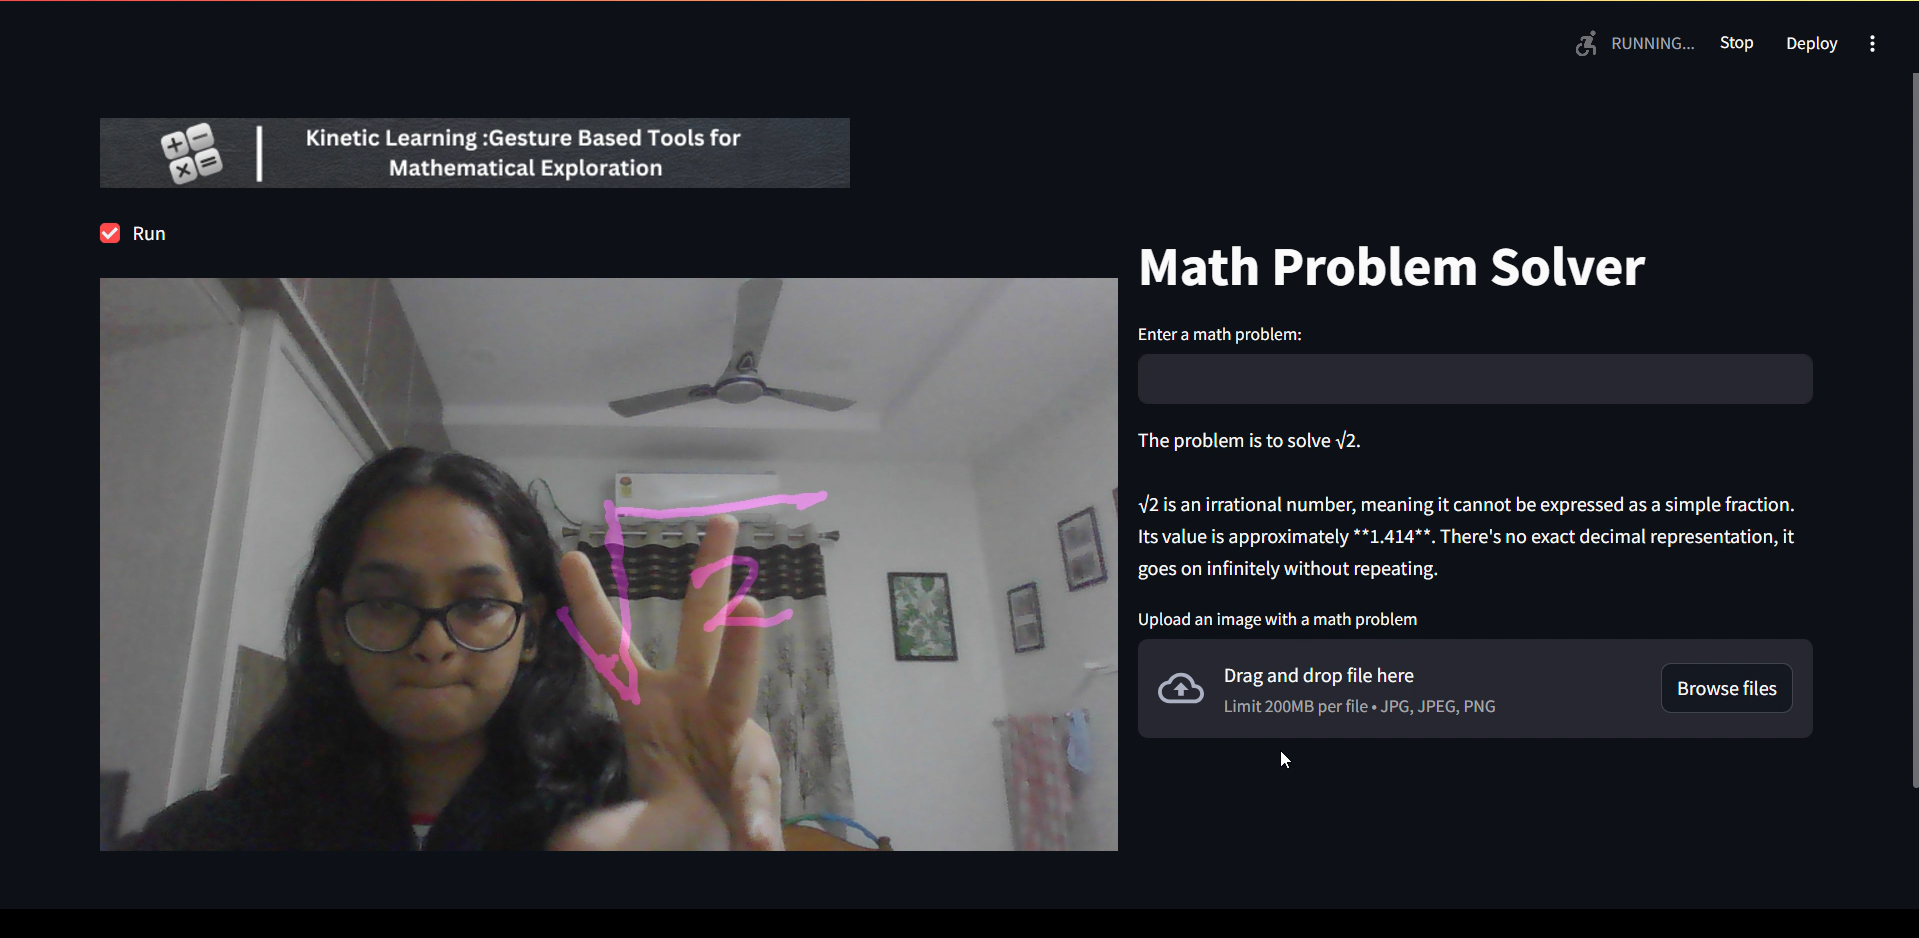 RUNNING...
Stop
Deploy
Kinetic Learning :Gesture Based Tools for
Mathematical Exploration
Run
√2
Math Problem Solver
Enter a math problem:
The problem is to solve √2.
√2 is an irrational number, meaning it cannot be expressed as a simple fraction.
Its value is approximately **1.414**. There's no exact decimal representation, it
goes on infinitely without repeating.
Upload an image with a math problem
Drag and drop file here
Limit 200MB per file • JPG, JPEG, PNG
Browse files